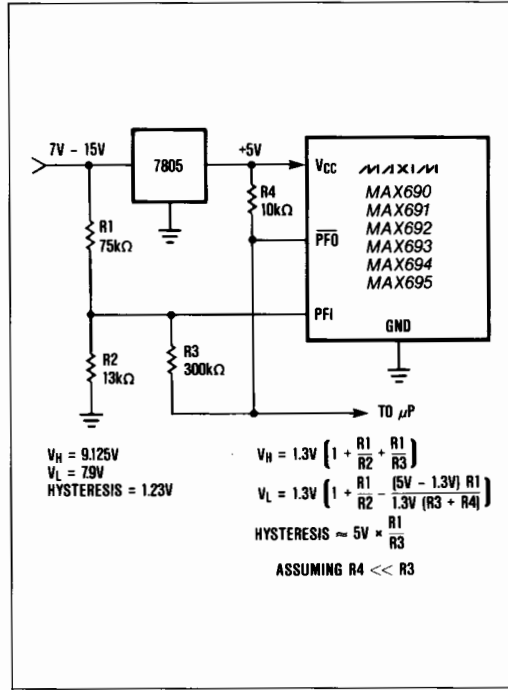 7V – 15V
7805
+5V
R4
10kΩ
VCC
MAXIM
MAX690
MAX691
MAX692
MAX693
MAX694
MAX695
PFO
R1
75kΩ
PFI
GND
R2
13kΩ
R3
300kΩ
TO μP
VH = 9.125V
VL = 7.9V
HYSTERESIS = 1.23V
VH = 1.3V (1 + R1/R2 + R1/R3)
VL = 1.3V (1 + R1/R2 – (5V – 1.3V) R1/1.3V (R3 + R4))
HYSTERESIS ≈ 5V × R1/R3
ASSUMING R4 << R3